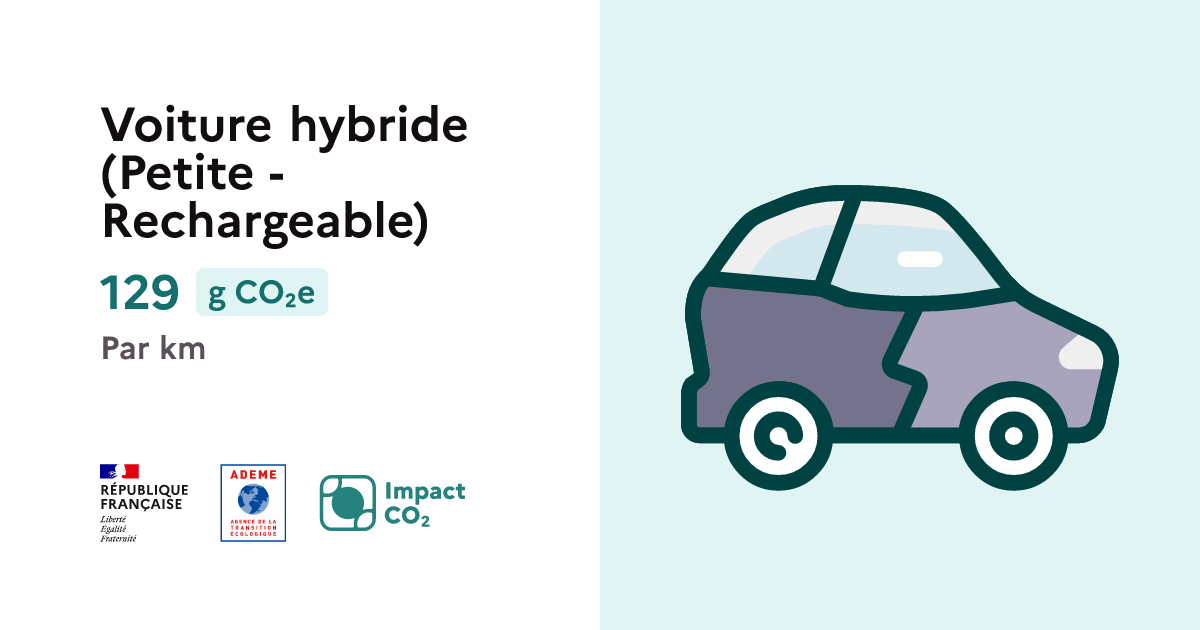 Voiture hybride
(Petite -
Rechargeable)
129 g CO₂e
Par km
RÉPUBLIQUE
FRANÇAISE
Liberté
Égalité
Fraternité
ADEME
AGENCE DE LA
TRANSITION
ÉCOLOGIQUE
Impact
CO₂